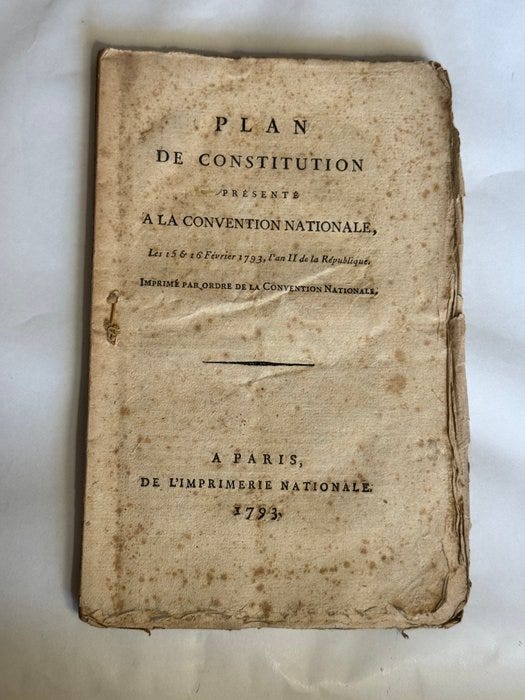 PLAN
DE CONSTITUTION
PRÉSENTÉ
A LA CONVENTION NATIONALE,
Les 15 & 16 Février 1793, l'an II de la République.
IMPRIMÉ PAR ORDRE DE LA CONVENTION NATIONALE.
A PARIS,
DE L'IMPRIMERIE NATIONALE.
1793.